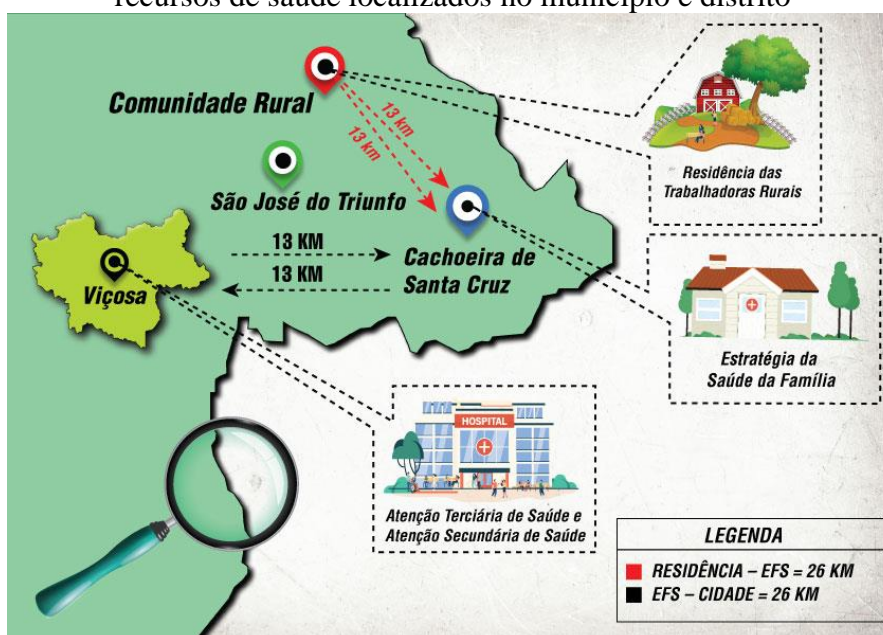 recursos de saúde localizados no município e distrito
Comunidade Rural
13 km
13 km
São José do Triunfo
13 KM
13 KM
Viçosa
Cachoeira de
Santa Cruz
Residência das
Trabalhadoras Rurais
Estratégia da
Saúde da Família
HOSPITAL
Atenção Terciária de Saúde e
Atenção Secundária de Saúde
LEGENDA
RESIDÊNCIA – EFS = 26 KM
EFS – CIDADE = 26 KM